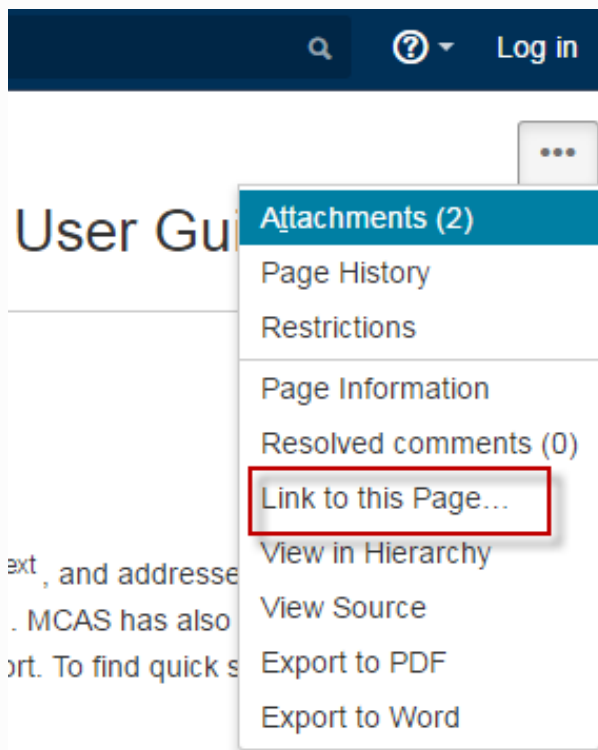 Log in
•••
User Gui
Attachments (2)
Page History
Restrictions
Page Information
Resolved comments (0)
Link to this Page...
View in Hierarchy
ext , and addresse
View Source
. MCAS has also
Export to PDF
ort. To find quick s
Export to Word